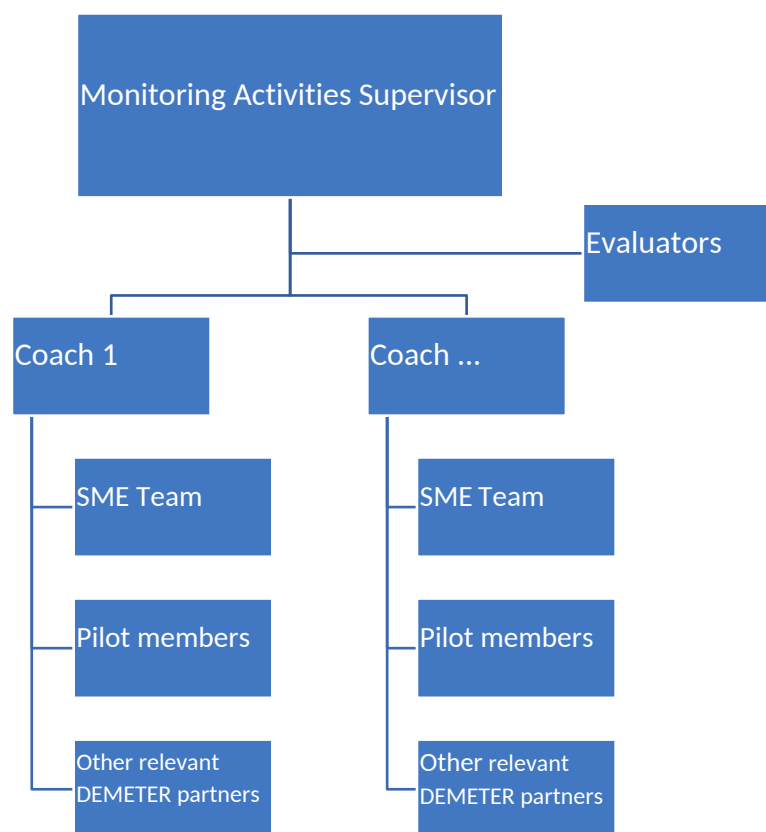 Monitoring Activities Supervisor
Evaluators
Coach 1
Coach ...
SME Team
SME Team
Pilot members
Pilot members
Other relevant
DEMETER partners
Other relevant
DEMETER partners